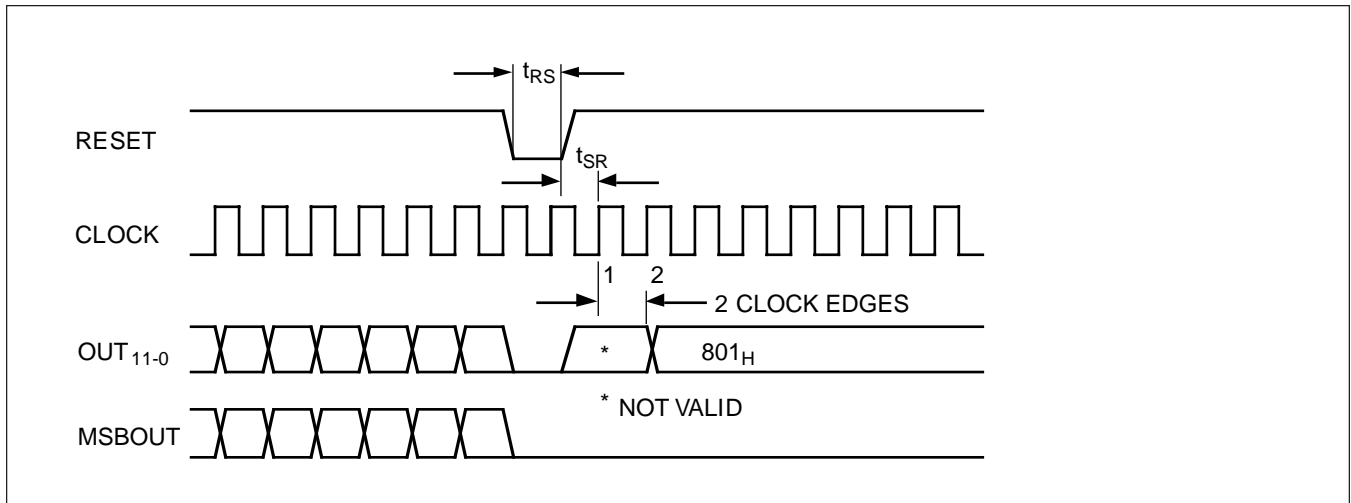 tRS
RESET
tSR
CLOCK
1 2
2 CLOCK EDGES
OUT11-0
*
801H
* NOT VALID
MSBOUT